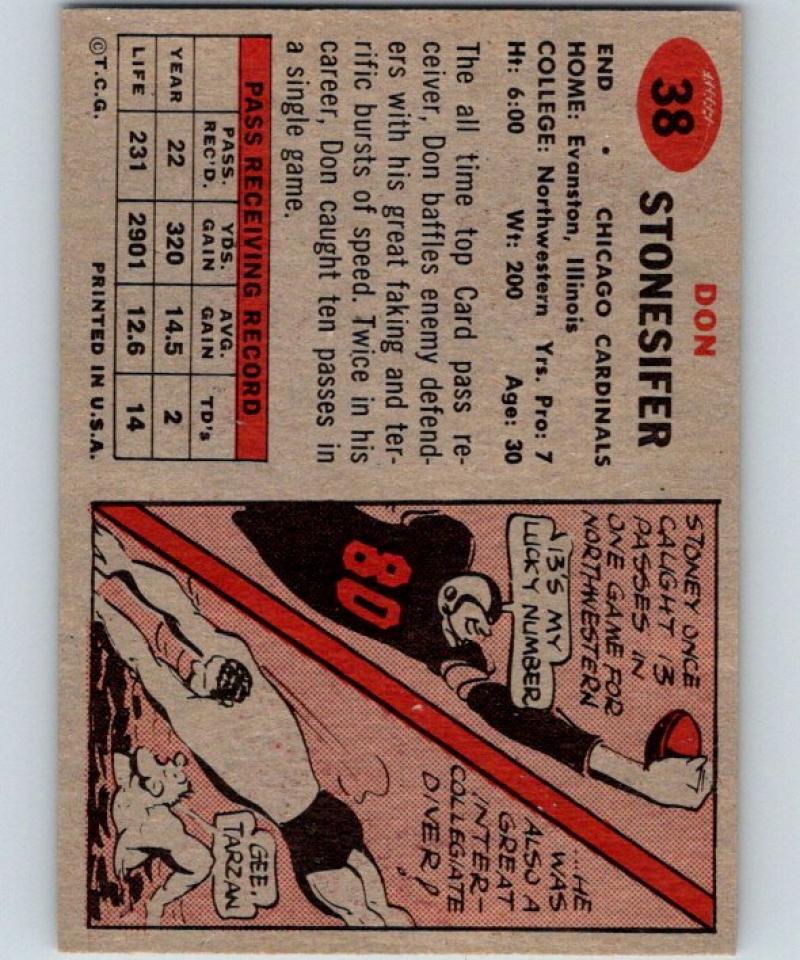 38
DON
STONESIFER
END • CHICAGO CARDINALS
HOME: Evanston, Illinois
COLLEGE: Northwestern Yrs. Pro: 7
Ht: 6:00 Wt: 200 Age: 30
The all time top Card pass re-
ceiver, Don baffles enemy defend-
ers with his great faking and ter-
rific bursts of speed. Twice in his
career, Don caught ten passes in
a single game.
PASS RECEIVING RECORD
PASS. REC'D. YDS. GAIN AVG. GAIN TD's
YEAR 22 320 14.5 2
LIFE 231 2901 12.6 14
©T.C.G. PRINTED IN U.S.A.
STONEY ONCE
CAUGHT 13
PASSES IN
ONE GAME FOR
NORTHWESTERN
13'S MY
LUCKY NUMBER
80
...HE
WAS
ALSO A
GREAT
INTER-
COLLEGIATE
DIVER!
GEE,
TARZAN